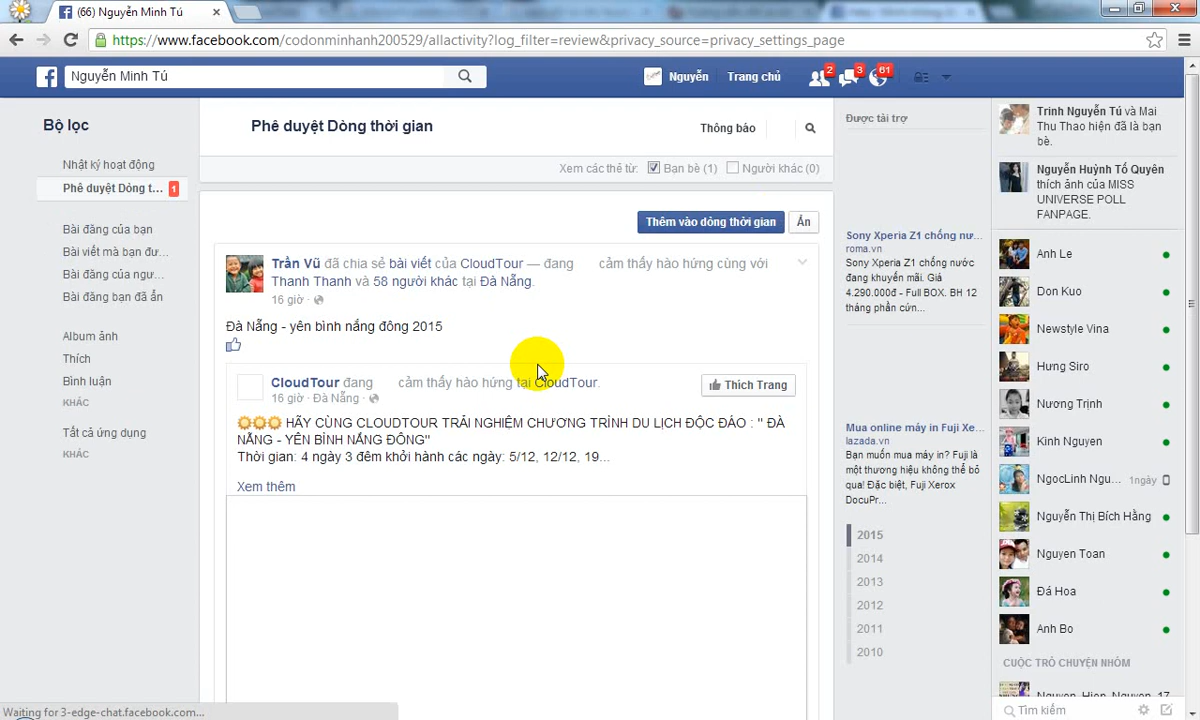 (66) Nguyễn Minh Tú
https://www.facebook.com/codonminhanh200529/allactivity?log_filter=review&privacy_source=privacy_settings_page
Nguyễn Minh Tú
Nguyễn
Trang chủ
2
3
61
Bộ lọc
Nhật ký hoạt động
Phê duyệt Dòng t... 1
Bài đăng của bạn
Bài viết mà bạn đư...
Bài đăng của ngư...
Bài đăng bạn đã ẩn
Album ảnh
Thích
Bình luận
KHÁC
Tất cả ứng dụng
KHÁC
Phê duyệt Dòng thời gian
Thông báo
Xem các thẻ từ: Bạn bè (1) Người khác (0)
Thêm vào dòng thời gian
Ẩn
Trần Vũ đã chia sẻ bài viết của CloudTour — đang cảm thấy hào hứng cùng với
Thanh Thanh và 58 người khác tại Đà Nẵng.
16 giờ ·
Đà Nẵng - yên bình nắng đông 2015
CloudTour đang cảm thấy hào hứng tại CloudTour.
16 giờ · Đà Nẵng ·
Thích Trang
HÃY CÙNG CLOUDTOUR TRẢI NGHIỆM CHƯƠNG TRÌNH DU LỊCH ĐỘC ĐÁO : " ĐÀ
NẴNG - YÊN BÌNH NẮNG ĐÔNG"
Thời gian: 4 ngày 3 đêm khởi hành các ngày: 5/12, 12/12, 19...
Xem thêm
Được tài trợ
Sony Xperia Z1 chống nư...
roma.vn
Sony Xperia Z1 chống nước
đang khuyến mãi. Giá
4.290.000đ - Full BOX. BH 12
tháng phần cứn...
Mua online máy in Fuji Xe...
lazada.vn
Bạn muốn mua máy in? Fuji là
một thương hiệu không thể bỏ
qua! Đặc biệt, Fuji Xerox
DocuPr...
2015
2014
2013
2012
2011
2010
Trinh Nguyễn Tú và Mai
Thu Thao hiện đã là bạn
bè.
Nguyễn Huỳnh Tố Quyên
thích ảnh của MISS
UNIVERSE POLL
FANPAGE.
Anh Le
Don Kuo
Newstyle Vina
Hưng Siro
Nương Trịnh
Kinh Nguyen
NgocLinh Ngu... 1ngày
Nguyễn Thị Bích Hằng
Nguyen Toan
Đá Hoa
Anh Bo
CUỘC TRÒ CHUYỆN NHÓM
Nguyen, Hien, Nguyen, 17
Tìm kiếm
Waiting for 3-edge-chat.facebook.com...